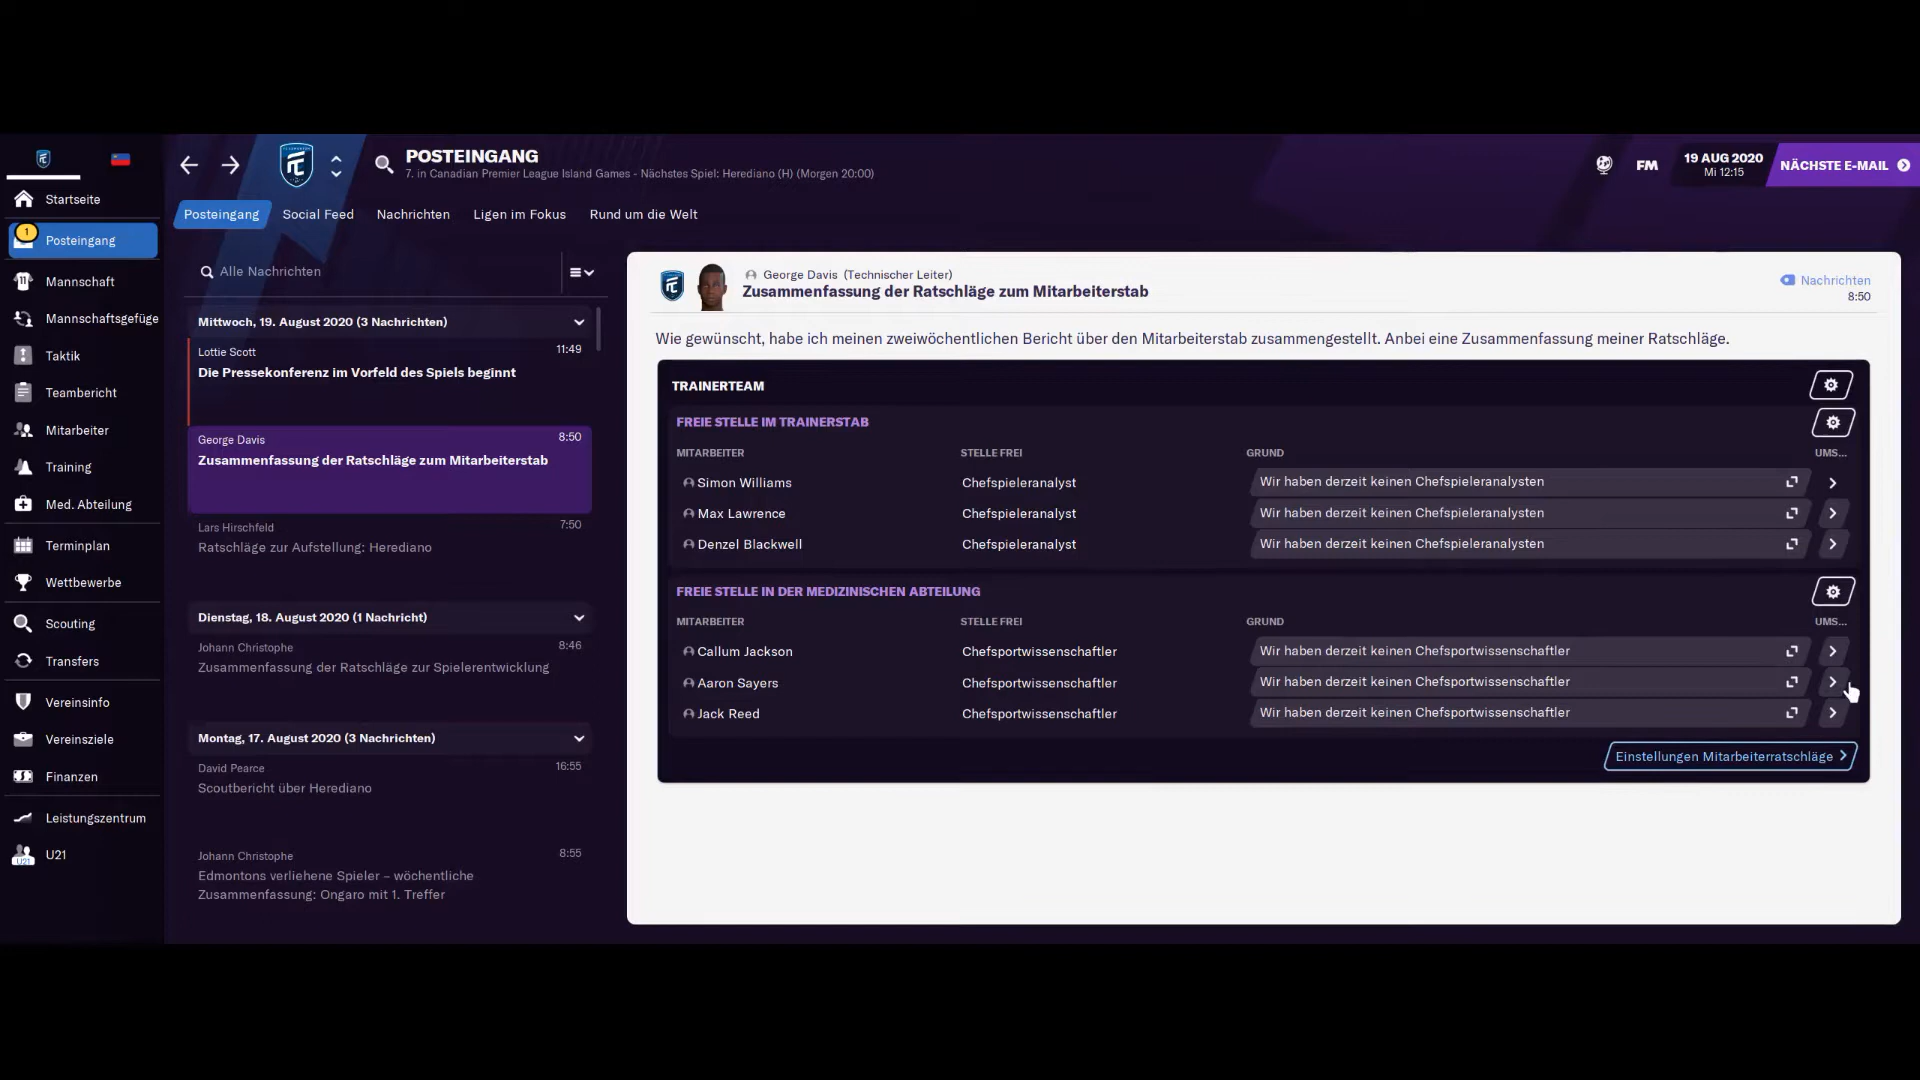 POSTEINGANG
7. in Canadian Premier League Island Games - Nächstes Spiel: Herediano (H) (Morgen 20:00)
FM
19 AUG 2020
Mi 12:15
NÄCHSTE E-MAIL
Startseite
1
Posteingang
Mannschaft
Mannschaftsgefüge
Taktik
Teambericht
Mitarbeiter
Training
Med. Abteilung
Terminplan
Wettbewerbe
Scouting
Transfers
Vereinsinfo
Vereinsziele
Finanzen
Leistungszentrum
U21
U21
Posteingang
Social Feed
Nachrichten
Ligen im Fokus
Rund um die Welt
Alle Nachrichten
Mittwoch, 19. August 2020 (3 Nachrichten)
Lottie Scott 11:49
Die Pressekonferenz im Vorfeld des Spiels beginnt
George Davis 8:50
Zusammenfassung der Ratschläge zum Mitarbeiterstab
Lars Hirschfeld 7:50
Ratschläge zur Aufstellung: Herediano
Dienstag, 18. August 2020 (1 Nachricht)
Johann Christophe 8:46
Zusammenfassung der Ratschläge zur Spielerentwicklung
Montag, 17. August 2020 (3 Nachrichten)
David Pearce 16:55
Scoutbericht über Herediano
Johann Christophe 8:55
Edmontons verliehene Spieler – wöchentliche
Zusammenfassung: Ongaro mit 1. Treffer
George Davis (Technischer Leiter)
Zusammenfassung der Ratschläge zum Mitarbeiterstab
Nachrichten
8:50
Wie gewünscht, habe ich meinen zweiwöchentlichen Bericht über den Mitarbeiterstab zusammengestellt. Anbei eine Zusammenfassung meiner Ratschläge.
TRAINERTEAM
FREIE STELLE IM TRAINERSTAB
MITARBEITER STELLE FREI GRUND UMS...
Simon Williams Chefspieleranalyst Wir haben derzeit keinen Chefspieleranalysten
Max Lawrence Chefspieleranalyst Wir haben derzeit keinen Chefspieleranalysten
Denzel Blackwell Chefspieleranalyst Wir haben derzeit keinen Chefspieleranalysten
FREIE STELLE IN DER MEDIZINISCHEN ABTEILUNG
MITARBEITER STELLE FREI GRUND UMS...
Callum Jackson Chefsportwissenschaftler Wir haben derzeit keinen Chefsportwissenschaftler
Aaron Sayers Chefsportwissenschaftler Wir haben derzeit keinen Chefsportwissenschaftler
Jack Reed Chefsportwissenschaftler Wir haben derzeit keinen Chefsportwissenschaftler
Einstellungen Mitarbeiterratschläge